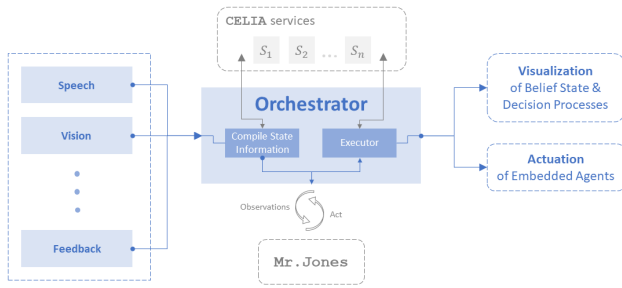 CELIA services
S1 S2 ... Sn
Speech
Vision
Feedback
Orchestrator
Compile State
Information
Executor
Visualization
of Belief State &
Decision Processes
Actuation
of Embedded Agents
Observations
Act
Mr.Jones